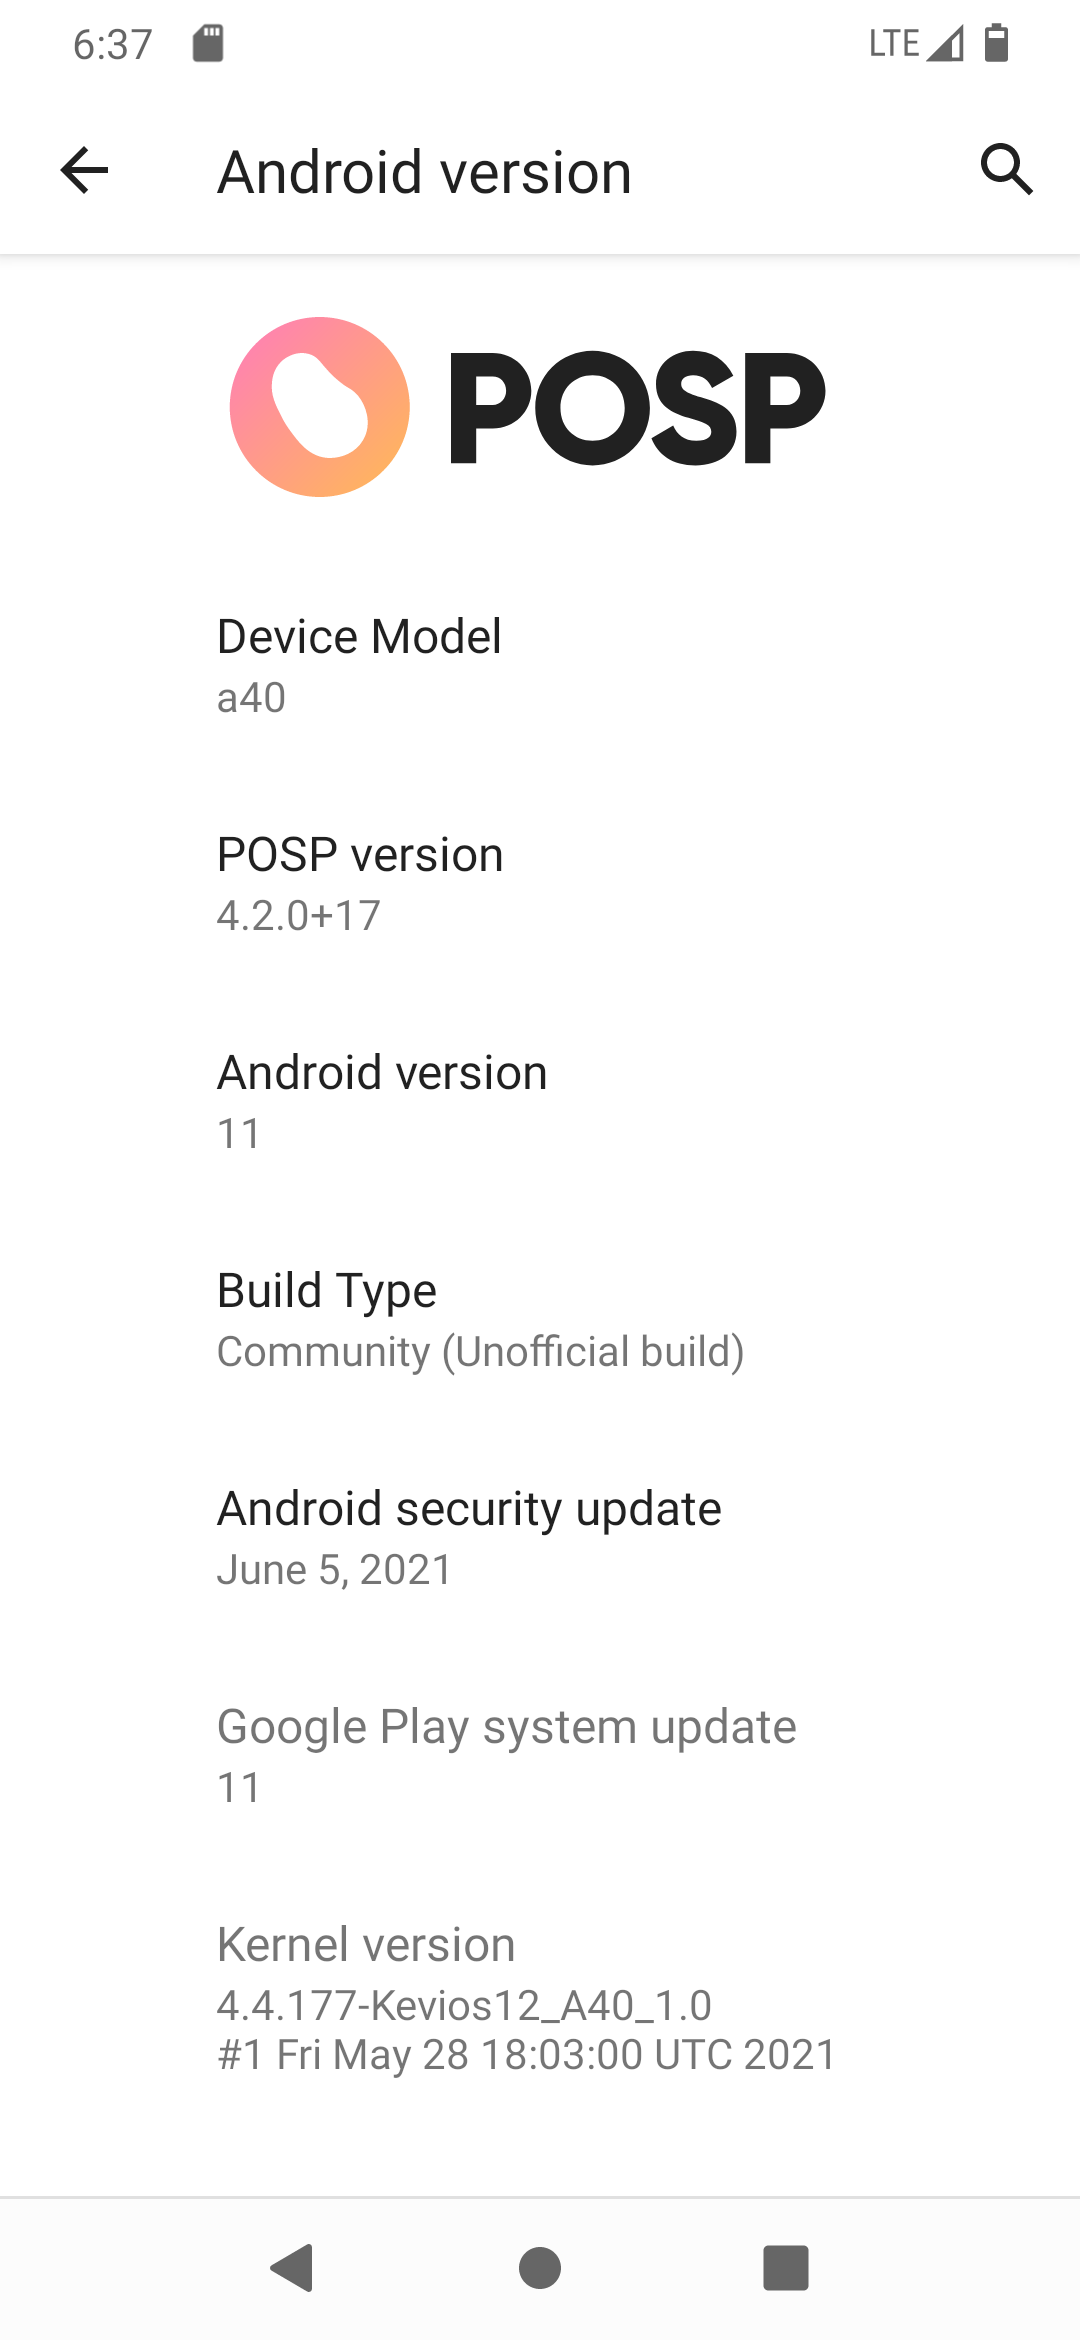 6:37 LTE
Android version
POSP
Device Model
a40
POSP version
4.2.0+17
Android version
11
Build Type
Community (Unofficial build)
Android security update
June 5, 2021
Google Play system update
11
Kernel version
4.4.177-Kevios12_A40_1.0
#1 Fri May 28 18:03:00 UTC 2021